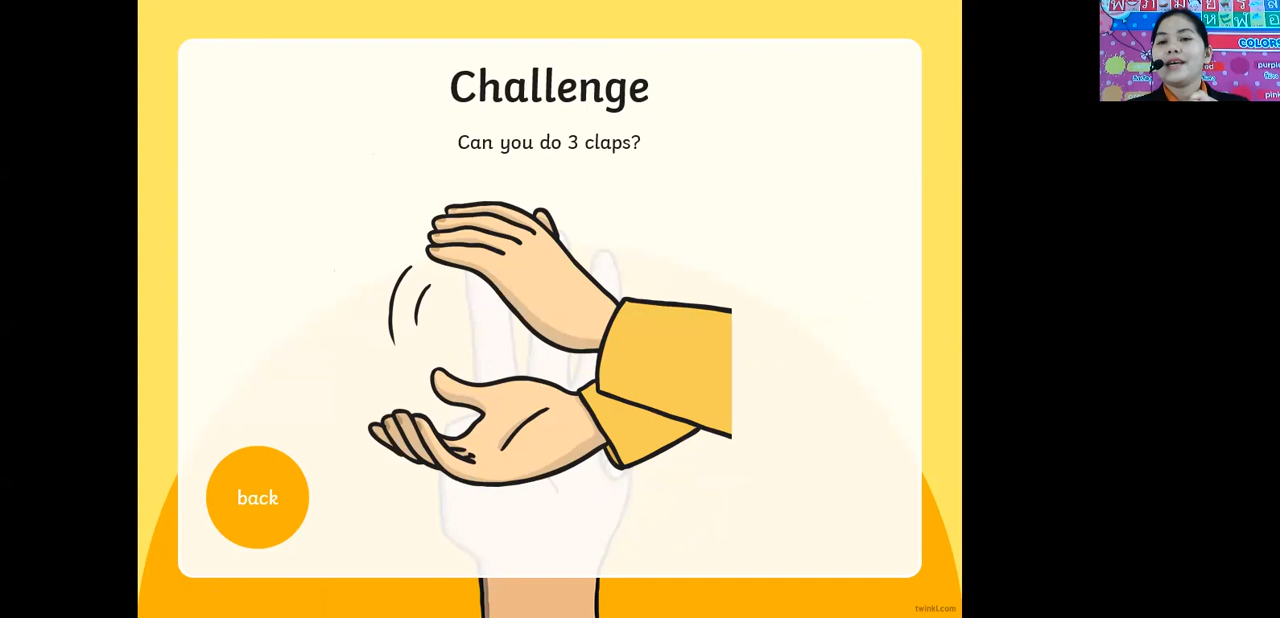 Challenge
Can you do 3 claps?
back
twinkl.com
COLORS
purple
pink